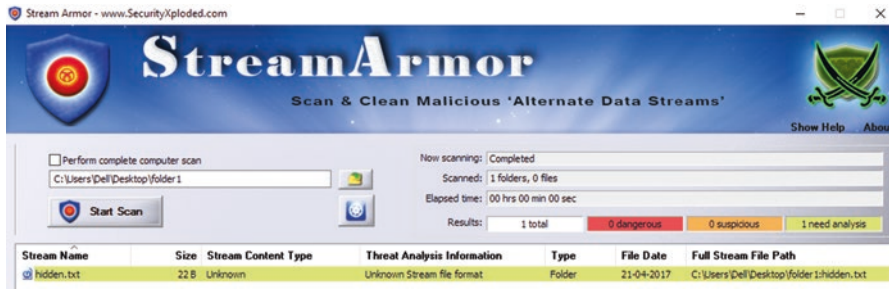 Stream Armor - www.SecurityXploded.com
StreamArmor
Scan & Clean Malicious 'Alternate Data Streams'
Show Help Abou
Perform complete computer scan
C:\Users\Dell\Desktop\folder1
Start Scan
Now scanning: Completed
Scanned: 1 folders, 0 files
Elapsed time: 00 hrs 00 min 00 sec
Results: 1 total 0 dangerous 0 suspicious 1 need analysis
Stream Name Size Stream Content Type Threat Analysis Information Type File Date Full Stream File Path
hidden.txt 22 B Unknown Unknown Stream file format Folder 21-04-2017 C:\Users\Dell\Desktop\folder1:hidden.txt